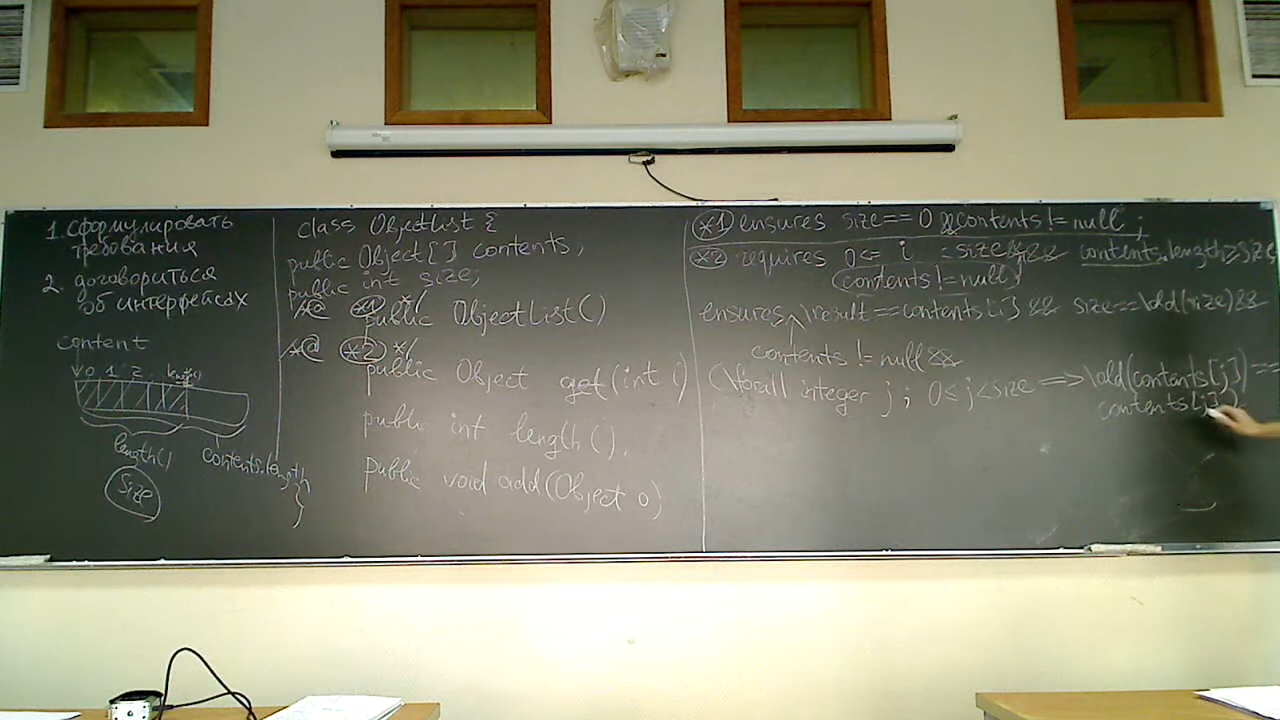 1. сформулировать
требования
2. договориться
об интерфейсах
content
0 1 2 ..
length()
contents.length
size
class ObjectList {
public Object[] contents;
public int size;
/*@ *1 */
public ObjectList()
*@ *2 */
public Object get(int i)
public int length();
public void add(Object o)
}
*1 ensures size==0 && contents != null ;
*2 requires 0<= i <size && contents.length≥size
(contents != null)
ensures \result==contents[i] && size==\old(size)&&
contents != null &&
(\forall integer j ; 0≤j<size ==> \old(contents[j]) ==
contents[j]);